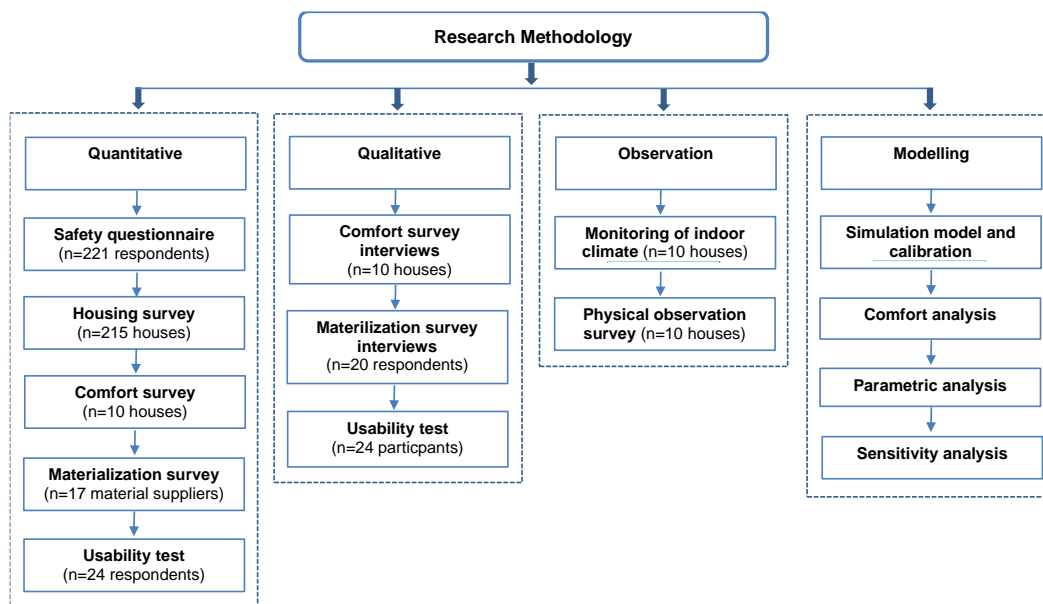 Research Methodology
Quantitative
Safety questionnaire
(n=221 respondents)
Housing survey
(n=215 houses)
Comfort survey
(n=10 houses)
Materialization survey
(n=17 material suppliers)
Usability test
(n=24 respondents)
Qualitative
Comfort survey
interviews
(n=10 houses)
Materilization survey
interviews
(n=20 respondents)
Usability test
(n=24 particpants)
Observation
Monitoring of indoor
climate (n=10 houses)
Physical observation
survey (n=10 houses)
Modelling
Simulation model and
calibration
Comfort analysis
Parametric analysis
Sensitivity analysis